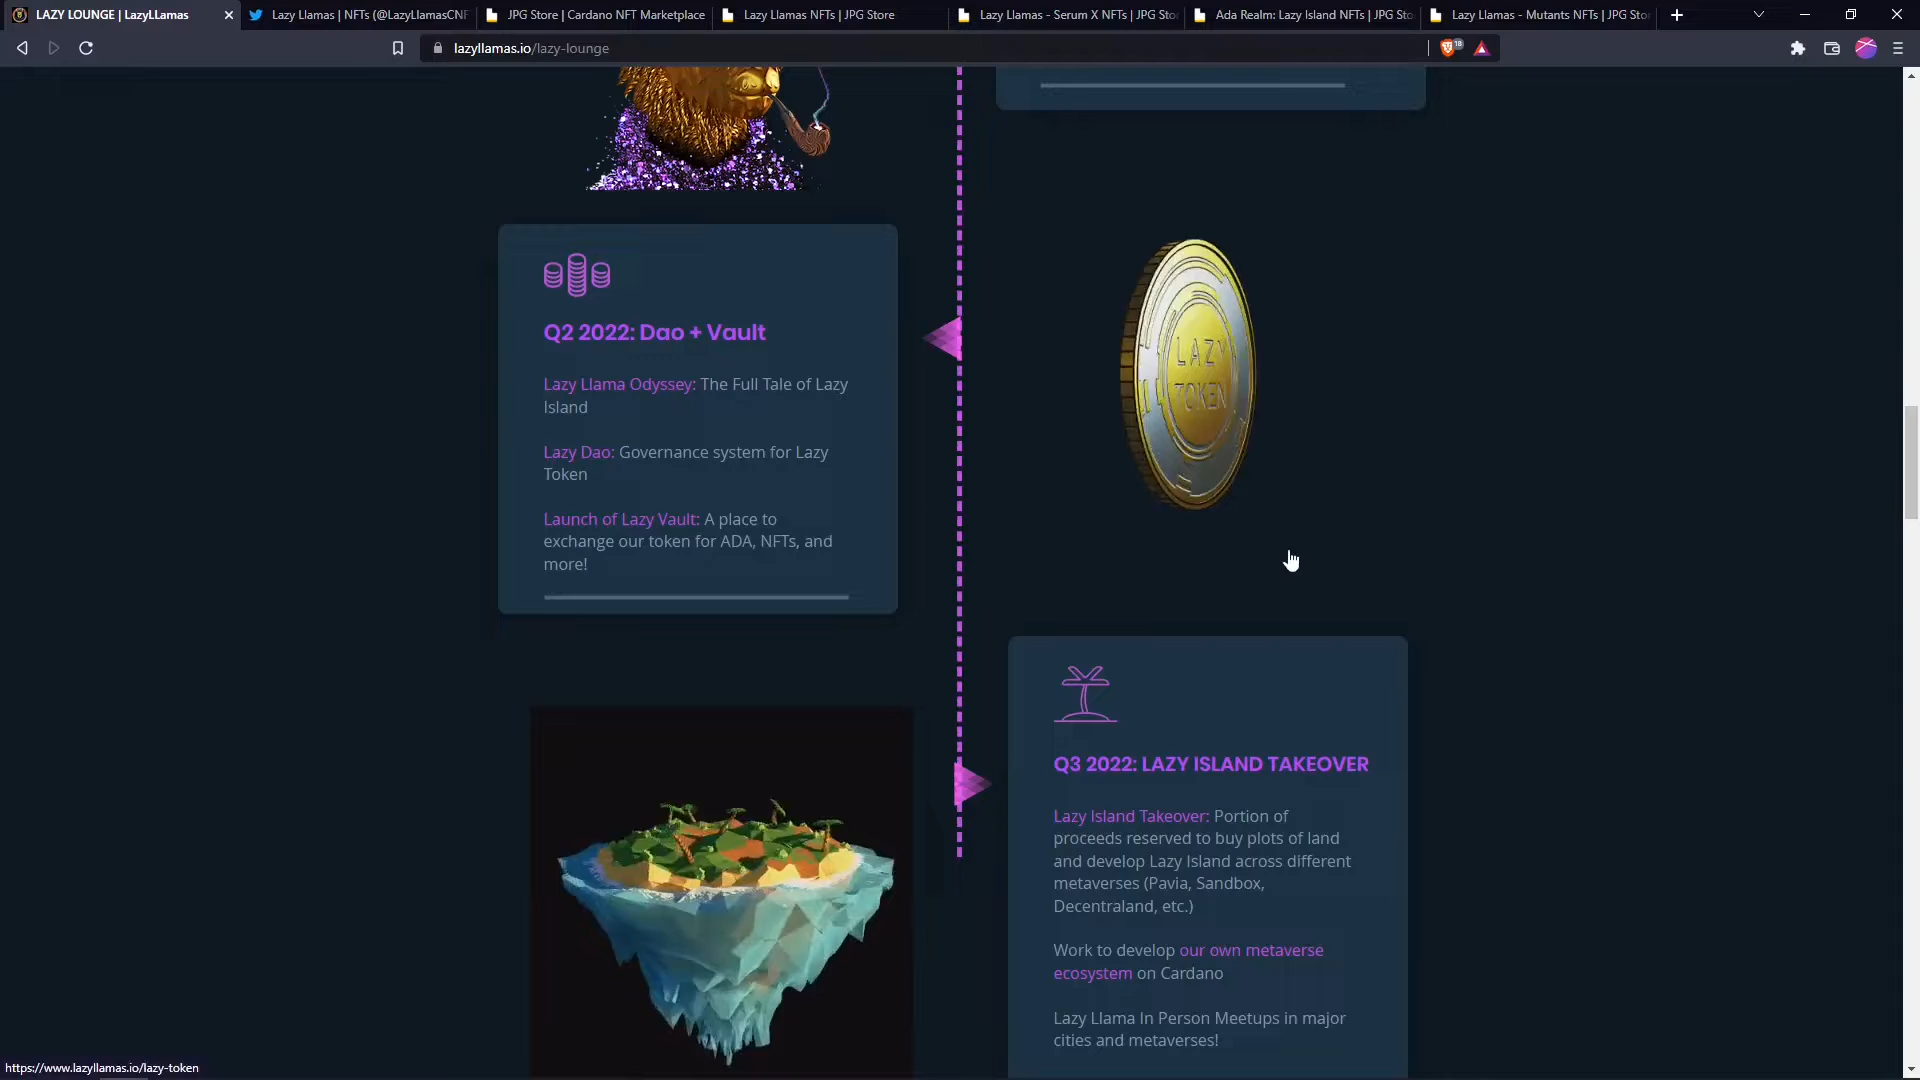 LAZY LOUNGE | LazyLLamas
Lazy Llamas | NFTs (@LazyLlamasCNF
JPG Store | Cardano NFT Marketplace
Lazy Llamas NFTs | JPG Store
Lazy Llamas - Serum X NFTs | JPG Sto
Ada Realm: Lazy Island NFTs | JPG Sto
Lazy Llamas - Mutants NFTs | JPG Stor
lazyllamas.io/lazy-lounge
18
Q2 2022: Dao + Vault
Lazy Llama Odyssey: The Full Tale of Lazy
Island
Lazy Dao: Governance system for Lazy
Token
Launch of Lazy Vault: A place to
exchange our token for ADA, NFTs, and
more!
LAZY
TOKEN
Q3 2022: LAZY ISLAND TAKEOVER
Lazy Island Takeover: Portion of
proceeds reserved to buy plots of land
and develop Lazy Island across different
metaverses (Pavia, Sandbox,
Decentraland, etc.)
Work to develop our own metaverse
ecosystem on Cardano
Lazy Llama In Person Meetups in major
cities and metaverses!
https://www.lazyllamas.io/lazy-token